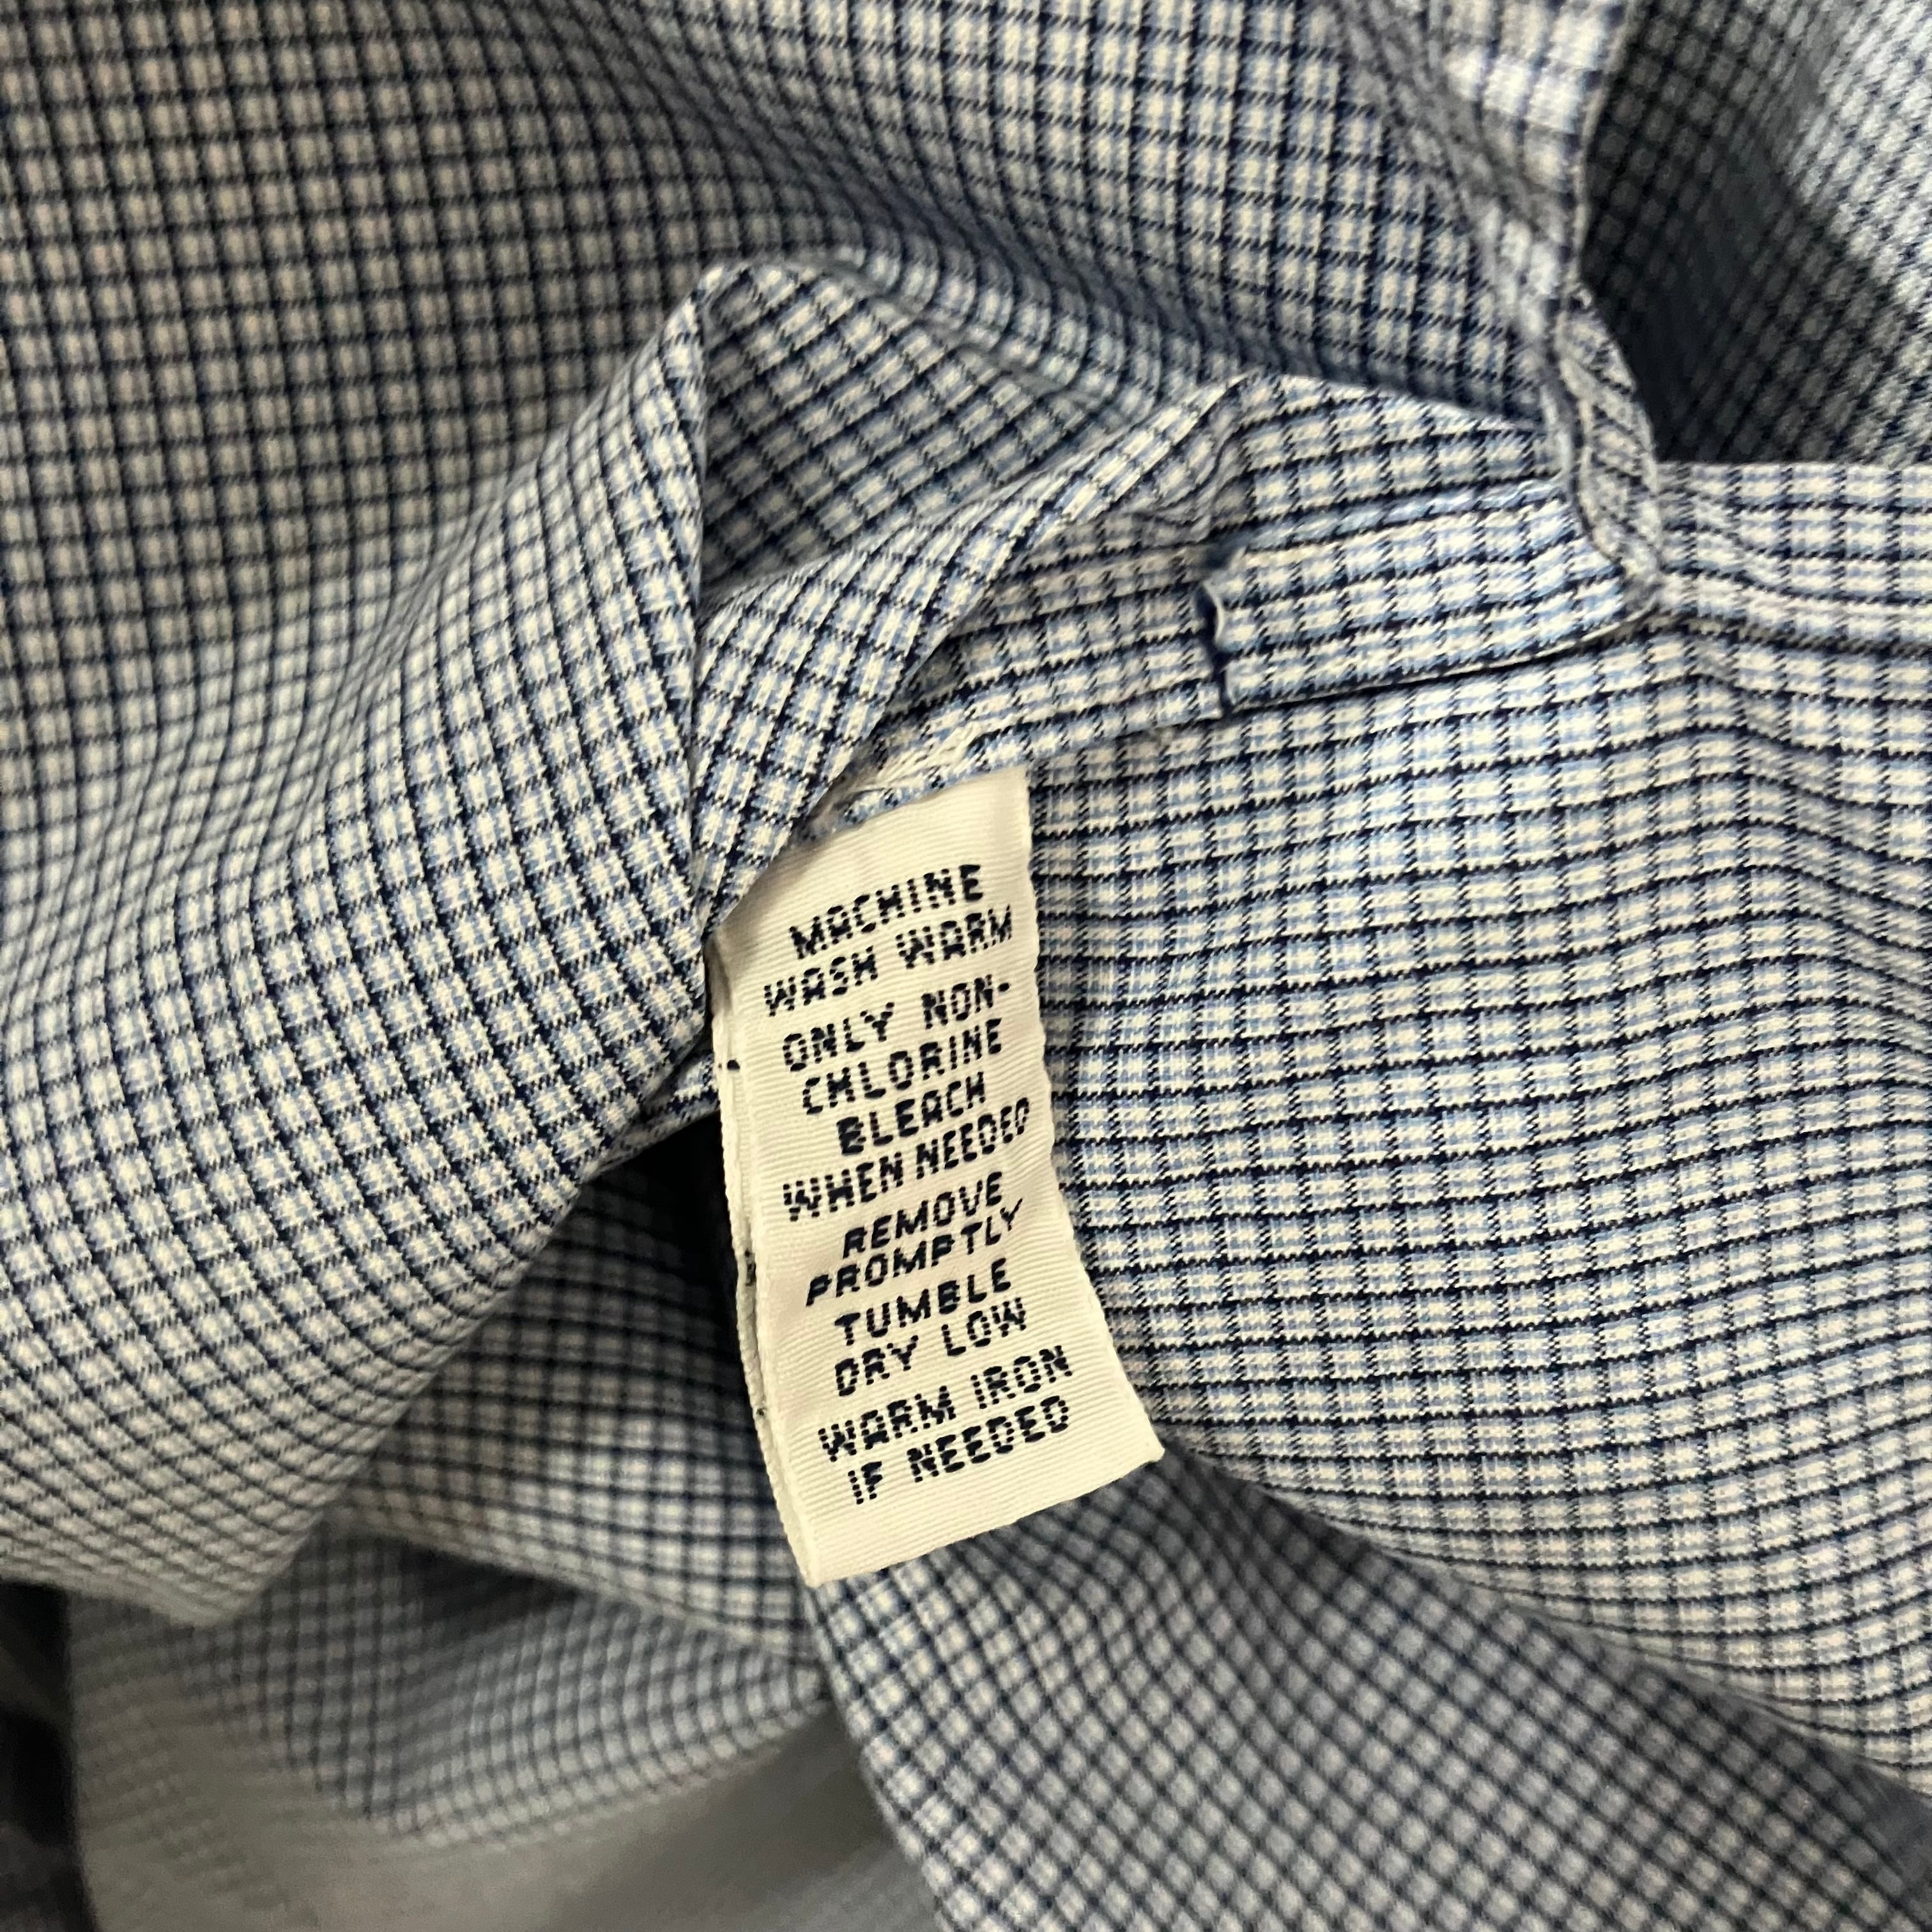 MACHINE
WASH WARM
ONLY NON-
CHLORINE
BLEACH
WHEN NEEDED
REMOVE
PROMPTLY
TUMBLE
DRY LOW
WARM IRON
IF NEEDED